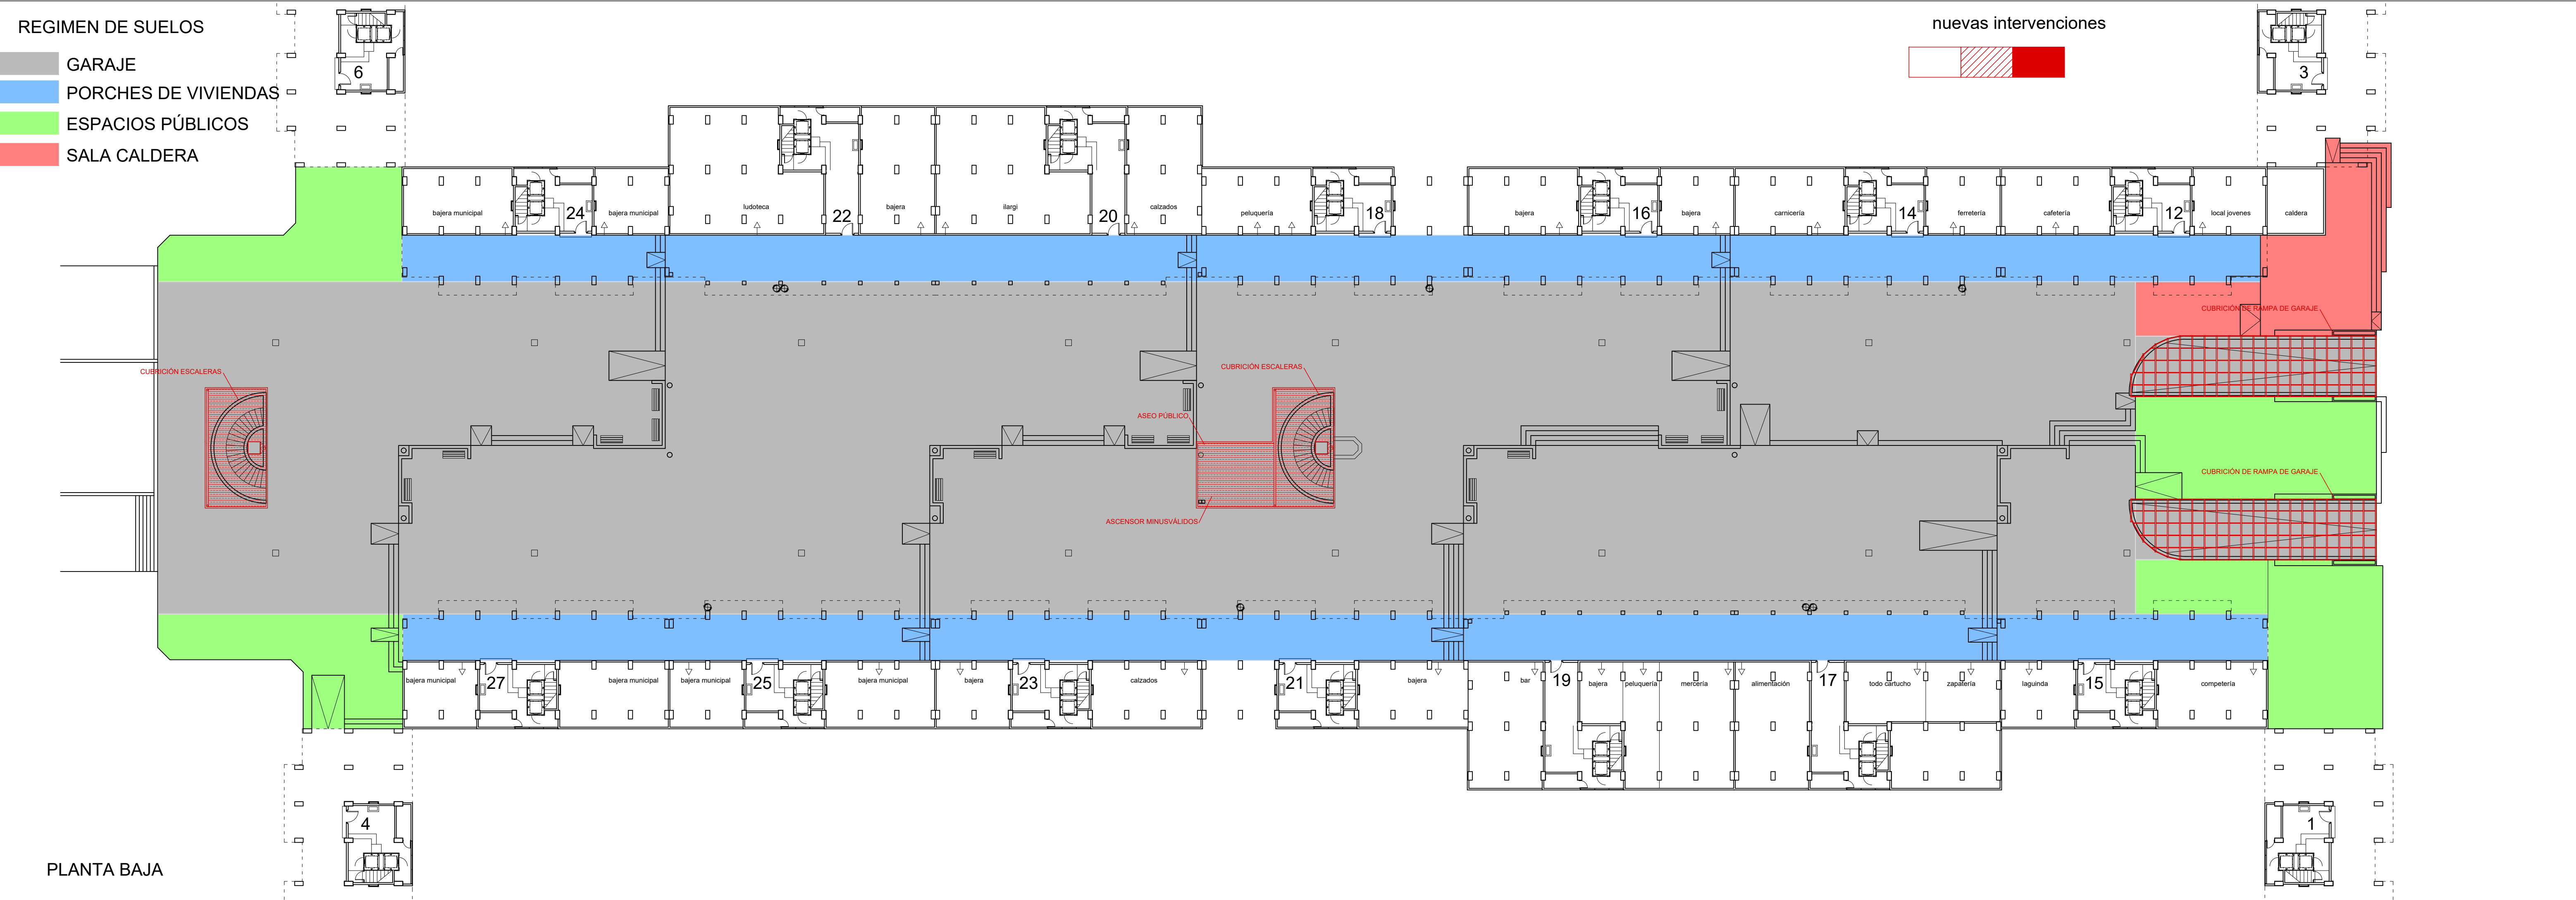 REGIMEN DE SUELOS
GARAJE
PORCHES DE VIVIENDAS
ESPACIOS PÚBLICOS
SALA CALDERA
nuevas intervenciones
6
3
bajera municipal
24
bajera municipal
ludoteca
22
bajera
ilargi
20
calzados
peluquería
18
bajera
16
bajera
carnicería
14
ferretería
cafetería
12
local jovenes
caldera
CUBRICIÓN DE RAMPA DE GARAJE
CUBRICIÓN ESCALERAS
CUBRICIÓN ESCALERAS
ASEO PÚBLICO
CUBRICIÓN DE RAMPA DE GARAJE
ASCENSOR MINUSVÁLIDOS
bajera municipal
27
bajera municipal
bajera municipal
25
bajera municipal
bajera
23
calzados
21
bajera
bar
19
bajera
peluquería
mercería
alimentación
17
todo cartucho
zapatería
laguinda
15
competería
4
1
PLANTA BAJA